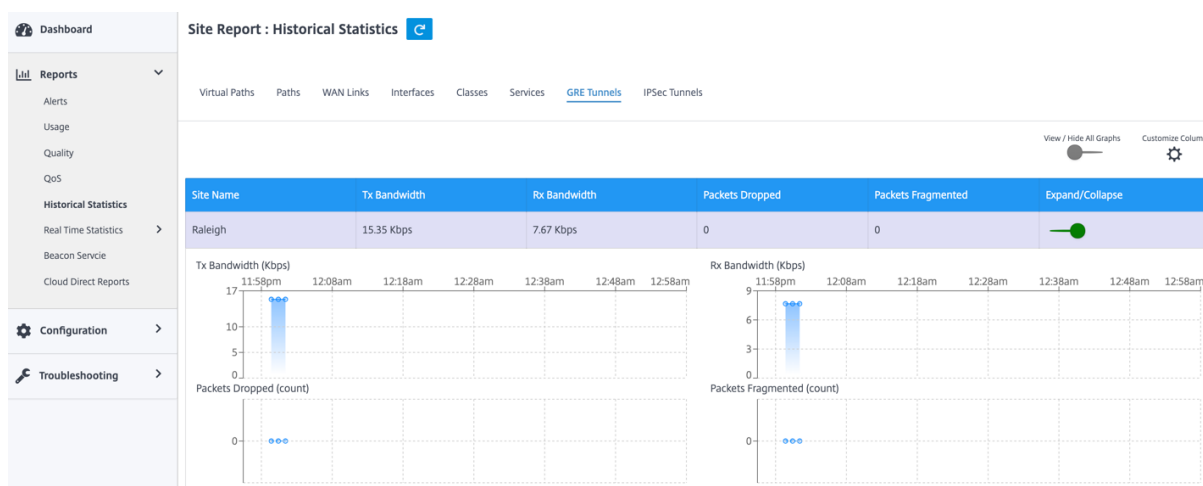 Dashboard
Site Report : Historical Statistics
Reports
Alerts
Usage
Quality
QoS
Historical Statistics
Real Time Statistics
Beacon Servcie
Cloud Direct Reports
Configuration
Troubleshooting
Virtual Paths Paths WAN Links Interfaces Classes Services GRE Tunnels IPSec Tunnels
View / Hide All Graphs Customize Colum
Site Name Tx Bandwidth Rx Bandwidth Packets Dropped Packets Fragmented Expand/Collapse
Raleigh 15.35 Kbps 7.67 Kbps 0 0
Tx Bandwidth (Kbps)
11:58pm 12:08am 12:18am 12:28am 12:38am 12:48am 12:58am
17
10
5
0
Rx Bandwidth (Kbps)
11:58pm 12:08am 12:18am 12:28am 12:38am 12:48am 12:58am
9
6
3
0
Packets Dropped (count)
0
Packets Fragmented (count)
0